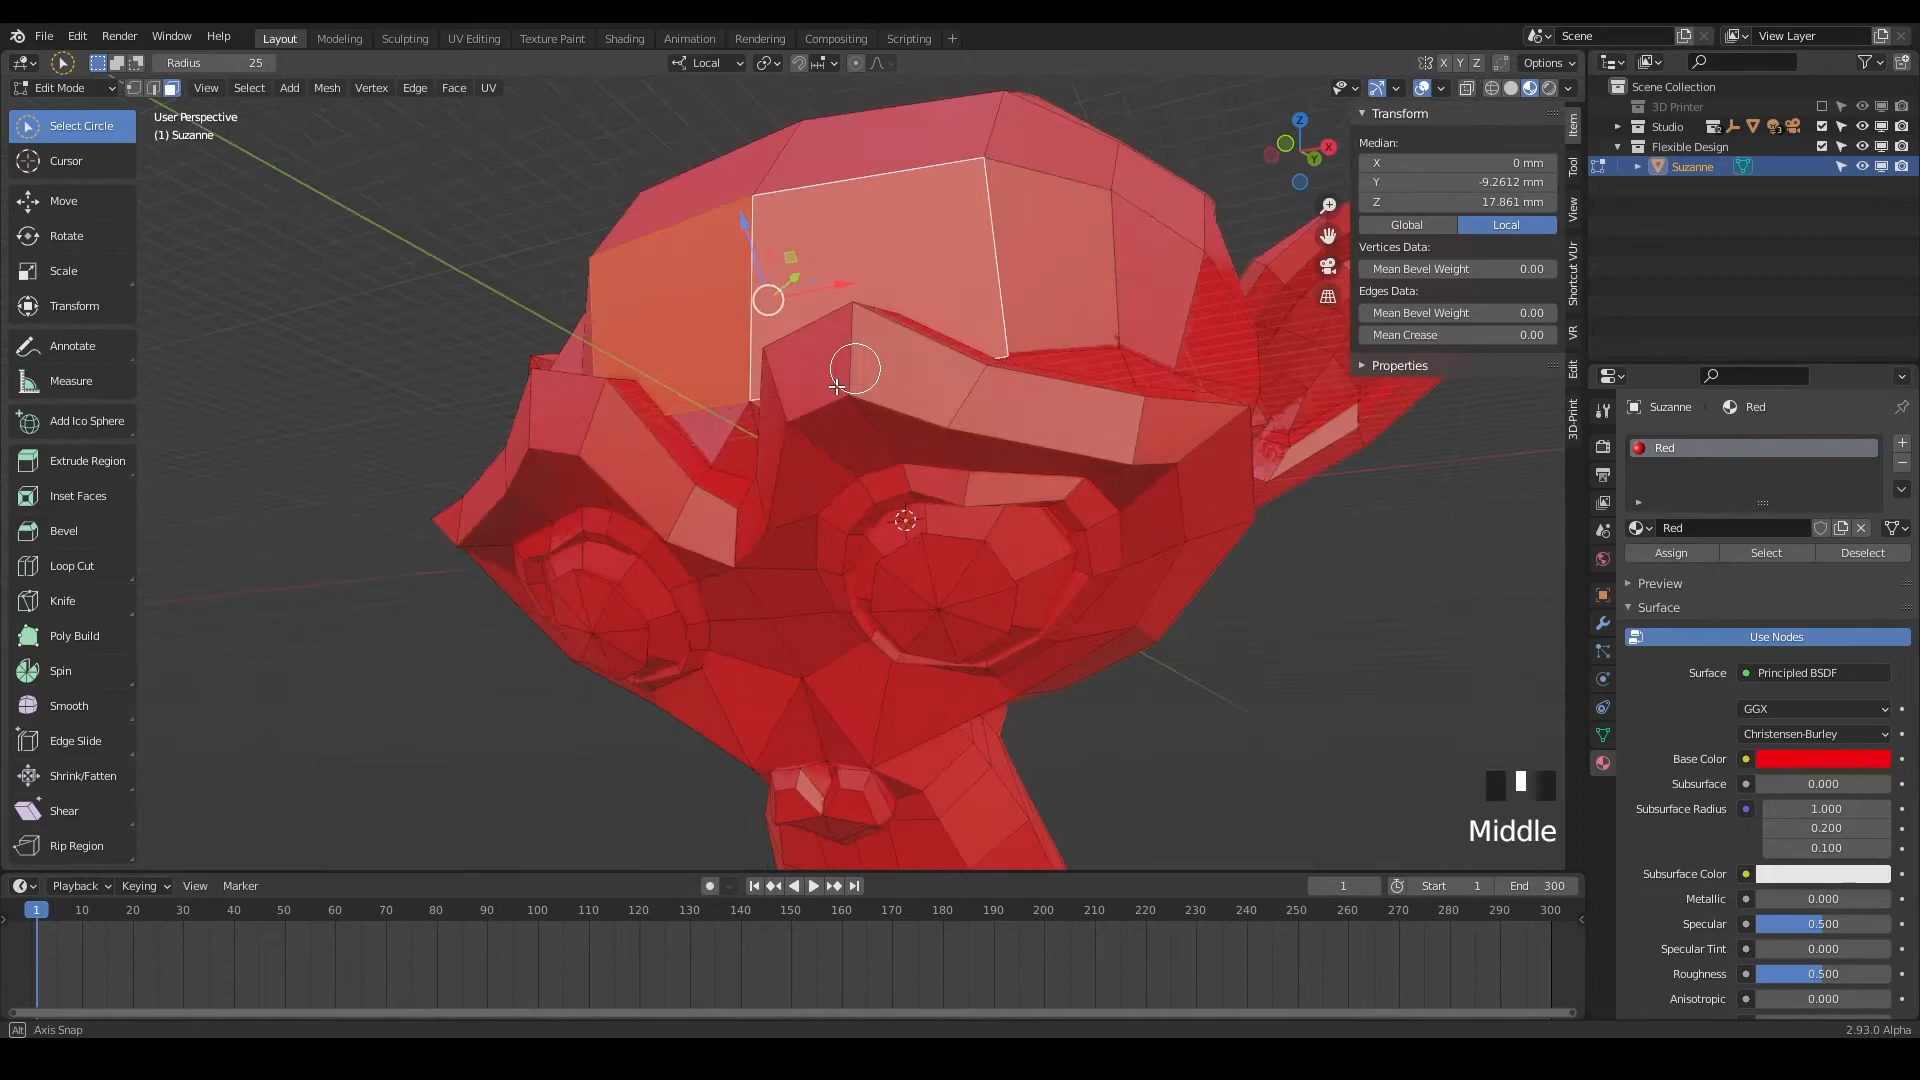 File Edit Render Window Help
Layout Modeling Sculpting UV Editing Texture Paint Shading Animation Rendering Compositing Scripting +
Scene
View Layer
Radius 25
Local
X Y Z
Options
Edit Mode
View Select Add Mesh Vertex Edge Face UV
User Perspective
(1) Suzanne
Select Circle
Cursor
Move
Rotate
Scale
Transform
Annotate
Measure
Add Ico Sphere
Extrude Region
Inset Faces
Bevel
Loop Cut
Knife
Poly Build
Spin
Smooth
Edge Slide
Shrink/Fatten
Shear
Rip Region
Z
X
Y
Transform
Median:
X 0 mm
Y -9.2612 mm
Z 17.861 mm
Global Local
Vertices Data:
Mean Bevel Weight 0.00
Edges Data:
Mean Bevel Weight 0.00
Mean Crease 0.00
Properties
Item
Tool
View
Shortcut VUr
VR
Edit
3D-Print
Middle
Scene Collection
3D Printer
Studio
2
3
Flexible Design
Suzanne
Suzanne Red
Red
Red
Assign Select Deselect
Preview
Surface
Use Nodes
Surface Principled BSDF
GGX
Christensen-Burley
Base Color
Subsurface 0.000
Subsurface Radius 1.000
0.200
0.100
Subsurface Color
Metallic 0.000
Specular 0.500
Specular Tint 0.000
Roughness 0.500
Anisotropic 0.000
Playback Keying View Marker
1
Start 1
End 300
1 10 20 30 40 50 60 70 80 90 100 110 120 130 140 150 160 170 180 190 200 210 220 230 240 250 260 270 280 290 300
Alt Axis Snap
2.93.0 Alpha